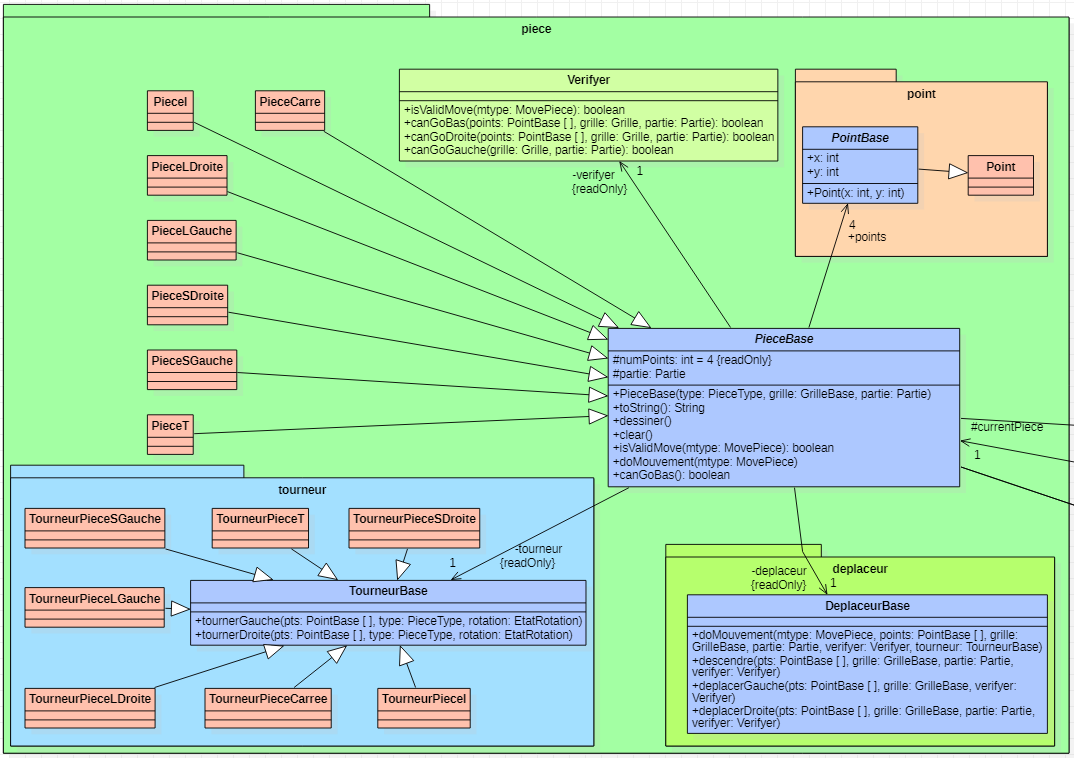 piece
PieceI
PieceCarre
PieceLDroite
PieceLGauche
PieceSDroite
PieceSGauche
PieceT
Verifyer
+isValidMove(mtype: MovePiece): boolean
+canGoBas(points: PointBase [ ], grille: Grille, partie: Partie): boolean
+canGoDroite(points: PointBase [ ], grille: Grille, partie: Partie): boolean
+canGoGauche(grille: Grille, partie: Partie): boolean
-verifyer
{readOnly}
1
point
PointBase
+x: int
+y: int
+Point(x: int, y: int)
Point
4
+points
PieceBase
#numPoints: int = 4 {readOnly}
#partie: Partie
+PieceBase(type: PieceType, grille: GrilleBase, partie: Partie)
+toString(): String
+dessiner()
+clear()
+isValidMove(mtype: MovePiece): boolean
+doMouvement(mtype: MovePiece)
+canGoBas(): boolean
#currentPiece
1
tourneur
TourneurPieceSGauche
TourneurPieceT
TourneurPieceSDroite
-tourneur
{readOnly}
1
TourneurPieceLGauche
TourneurBase
+tournerGauche(pts: PointBase [ ], type: PieceType, rotation: EtatRotation)
+tournerDroite(pts: PointBase [ ], type: PieceType, rotation: EtatRotation)
TourneurPieceLDroite
TourneurPieceCarree
TourneurPieceI
deplaceur
-deplaceur
{readOnly}
1
DeplaceurBase
+doMouvement(mtype: MovePiece, points: PointBase [ ], grille:
GrilleBase, partie: Partie, verifyer: Verifyer, tourneur: TourneurBase)
+descendre(pts: PointBase [ ], grille: GrilleBase, partie: Partie,
verifyer: Verifyer)
+deplacerGauche(pts: PointBase [ ], grille: GrilleBase, verifyer:
Verifyer)
+deplacerDroite(pts: PointBase [ ], grille: GrilleBase, partie: Partie,
verifyer: Verifyer)